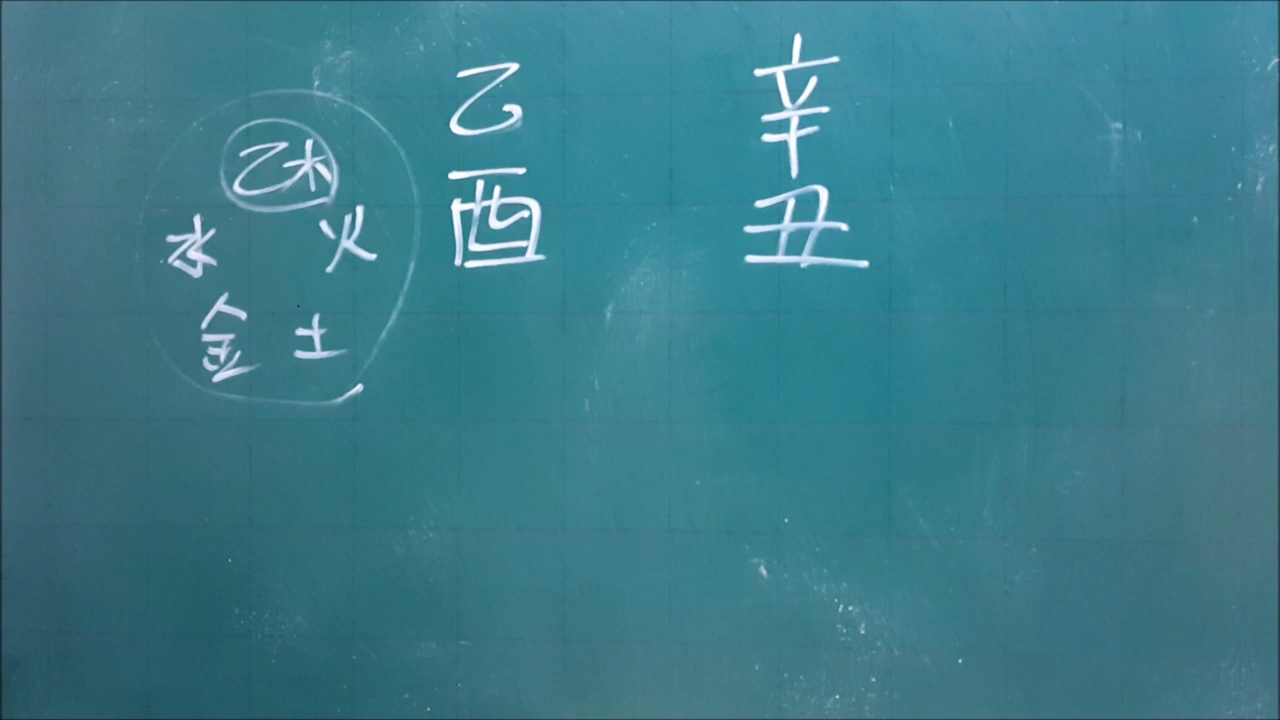 乙 辛
酉 丑
乙木
水 火
金 土